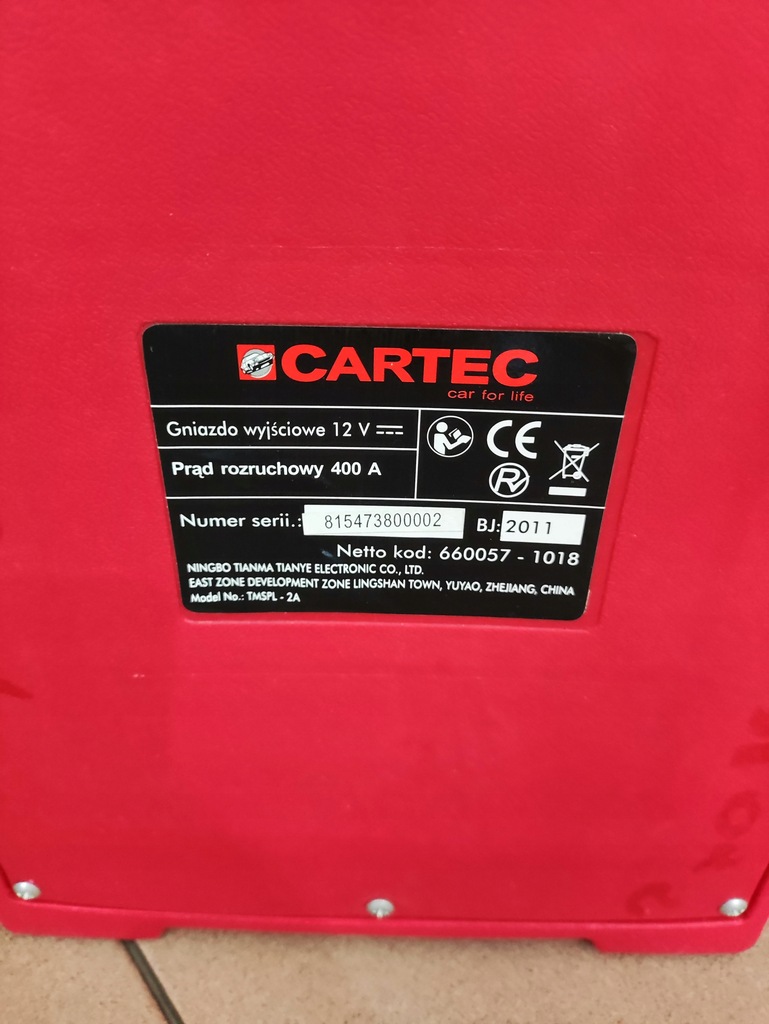 CARTEC
car for life
Gniazdo wyjściowe 12 V
Prąd rozruchowy 400 A
CE
R
Numer serii.: 815473800002 BJ: 2011
Netto kod: 660057 - 1018
NINGBO TIANMA TIANYE ELECTRONIC CO., LTD.
EAST ZONE DEVELOPMENT ZONE LINGSHAN TOWN, YUYAO, ZHEJIANG, CHINA
Model No.: TMSPL - 2A